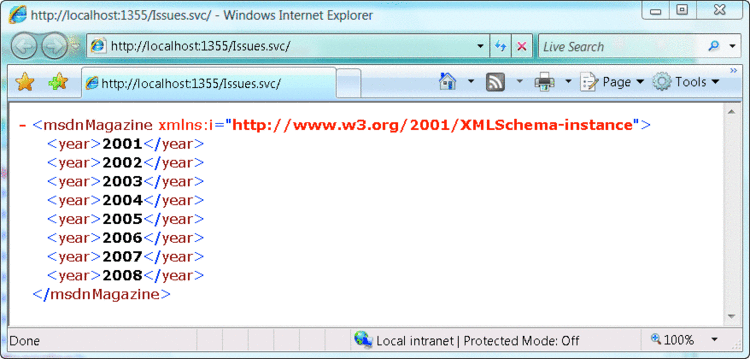 http://localhost:1355/Issues.svc/ - Windows Internet Explorer
http://localhost:1355/Issues.svc/ Live Search
http://localhost:1355/Issues.svc/ Page Tools
- <msdnMagazine xmlns:i="http://www.w3.org/2001/XMLSchema-instance">
<year>2001</year>
<year>2002</year>
<year>2003</year>
<year>2004</year>
<year>2005</year>
<year>2006</year>
<year>2007</year>
<year>2008</year>
</msdnMagazine>
Done Local intranet | Protected Mode: Off 100%